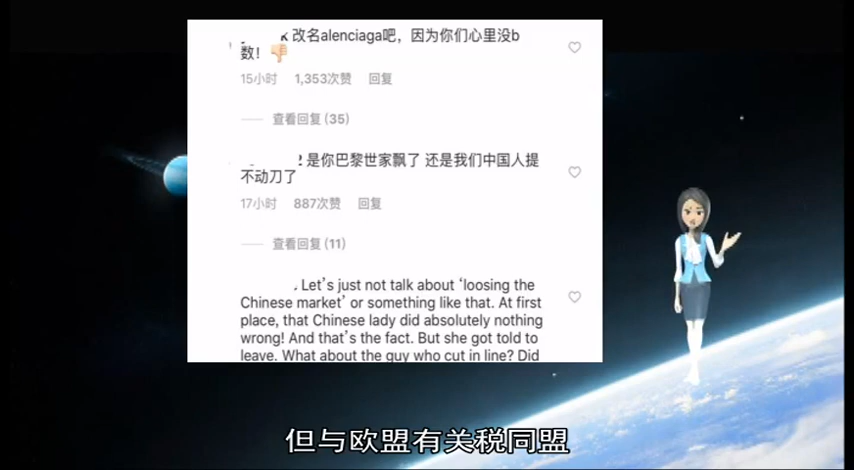 改名alenciaga吧，因为你们心里没b
数！👎🏻
15小时 1,353次赞 回复
查看回复 (35)
是你巴黎世家飘了 还是我们中国人提
不动刀了
17小时 887次赞 回复
查看回复 (11)
Let's just not talk about ‘loosing the
Chinese market’ or something like that. At first
place, that Chinese lady did absolutely nothing
wrong! And that's the fact. But she got told to
leave. What about the guy who cut in line? Did
但与欧盟有关税同盟